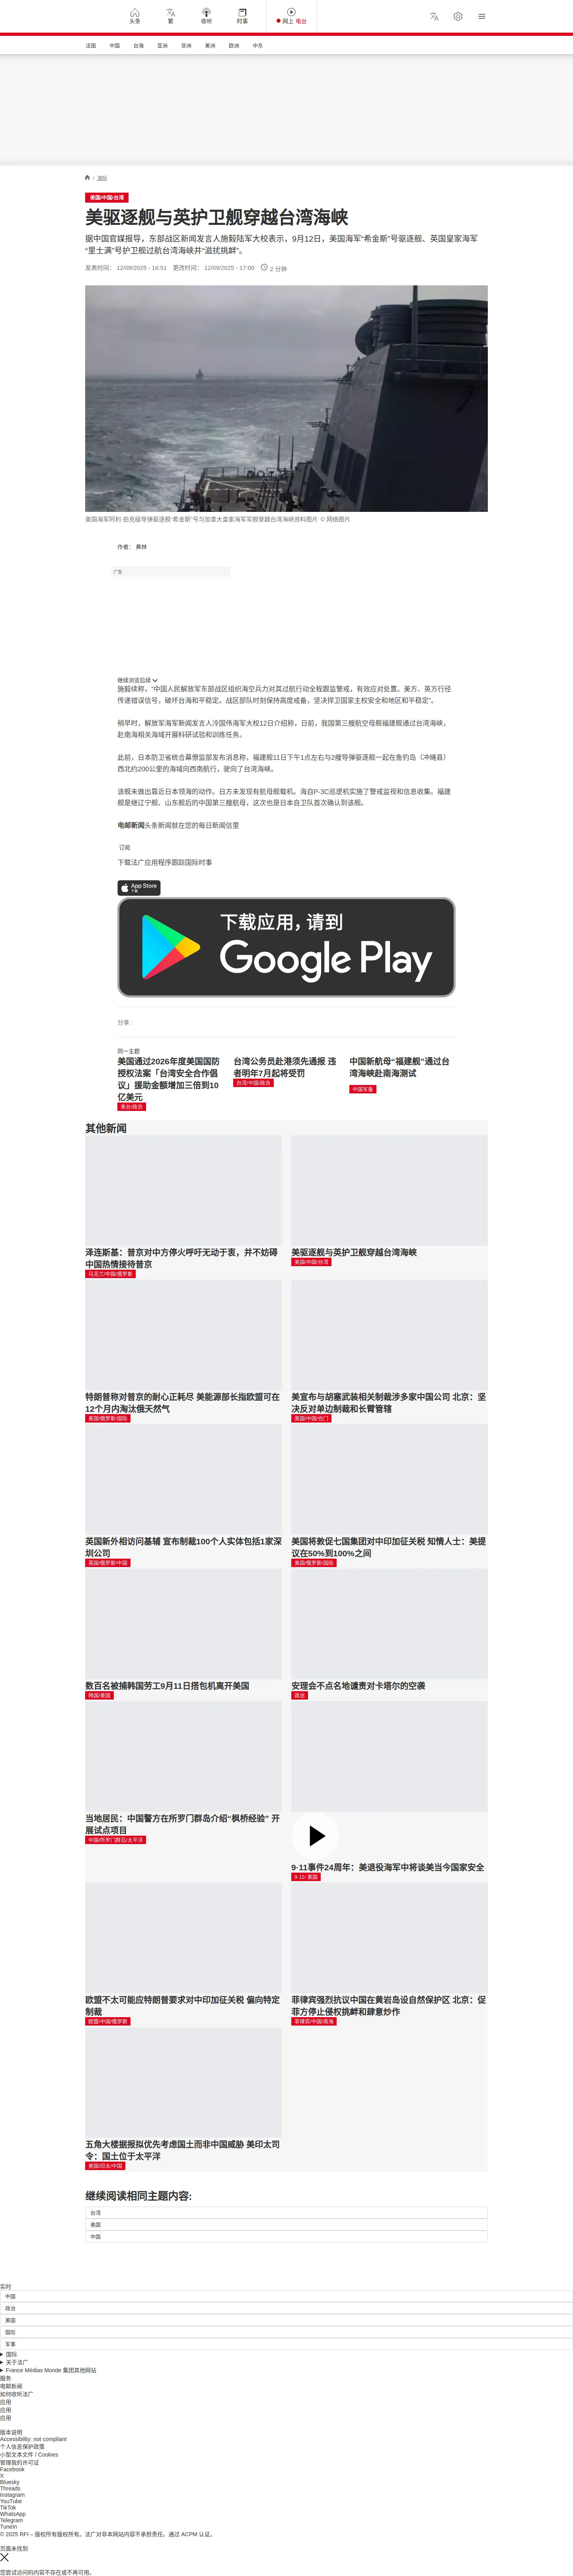 头条
繁
收听
时事
网上 电台
法国 中国 台海 亚洲 非洲 美洲 欧洲 中东
/ 国际
美国/中国/台湾
美驱逐舰与英护卫舰穿越台湾海峡
据中国官媒报导，东部战区新闻发言人施毅陆军大校表示，9月12日，美国海军“希金斯”号驱逐舰、英国皇家海军
“里士满”号护卫舰过航台湾海峡并“滋扰挑衅”。
发表时间： 12/09/2025 - 16:51 更改时间： 12/09/2025 - 17:00 2 分钟
美国海军阿利·伯克级导弹驱逐舰“希金斯”号与加拿大皇家海军军舰穿越台湾海峡资料图片 © 网络图片
作者： 弗林
广告
继续浏览后续
施毅续称，“中国人民解放军东部战区组织海空兵力对其过航行动全程跟监警戒，有效应对处置。美方、英方行径
传递错误信号，破坏台海和平稳定。战区部队时刻保持高度戒备，坚决捍卫国家主权安全和地区和平稳定”。
稍早时，解放军海军新闻发言人冷国伟海军大校12日介绍称，日前，我国第三艘航空母舰福建舰通过台湾海峡，
赴南海相关海域开展科研试验和训练任务。
此前，日本防卫省统合幕僚监部发布消息称，福建舰11日下午1点左右与2艘导弹驱逐舰一起在鱼钓岛（冲绳县）
西北约200公里的海域向西南航行，驶向了台湾海峡。
该舰未做出靠近日本领海的动作。日方未发现有航母舰载机。海自P-3C巡逻机实施了警戒监视和信息收集。福建
舰是继辽宁舰、山东舰后的中国第三艘航母，这次也是日本自卫队首次确认到该舰。
电邮新闻头条新闻就在您的每日新闻信里
订阅
下载法广应用程序跟踪国际时事
App Store
下载
下载应用，请到
Google Play
分享 :
同一主题
美国通过2026年度美国国防
授权法案「台湾安全合作倡
议」援助金额增加三倍到10
亿美元
美台/政治
台湾公务员赴港须先通报 违
者明年7月起将受罚
台湾/中国/政治
中国新航母“福建舰”通过台
湾海峡赴南海测试
中国军备
其他新闻
泽连斯基：普京对中方停火呼吁无动于衷，并不妨碍
中国热情接待普京
乌克兰/中国/俄罗斯
美驱逐舰与英护卫舰穿越台湾海峡
美国/中国/台湾
特朗普称对普京的耐心正耗尽 美能源部长指欧盟可在
12个月内淘汰俄天然气
美国/俄罗斯/国际
美宣布与胡塞武装相关制裁涉多家中国公司 北京：坚
决反对单边制裁和长臂管辖
美国/中国/也门
英国新外相访问基辅 宣布制裁100个人实体包括1家深
圳公司
英国/俄罗斯/中国
美国将敦促七国集团对中印加征关税 知情人士：美提
议在50%到100%之间
美国/俄罗斯/国际
数百名被捕韩国劳工9月11日搭包机离开美国
韩国/美国
安理会不点名地谴责对卡塔尔的空袭
政治
当地居民：中国警方在所罗门群岛介绍“枫桥经验” 开
展试点项目
中国/所罗门群岛/太平洋
9·11事件24周年：美退役海军中将谈美当今国家安全
9·11/ 美国
欧盟不太可能应特朗普要求对中印加征关税 偏向特定
制裁
欧盟/中国/俄罗斯
菲律宾强烈抗议中国在黄岩岛设自然保护区 北京：促
菲方停止侵权挑衅和肆意炒作
菲律宾/中国/南海
五角大楼据报拟优先考虑国土而非中国威胁 美印太司
令：国土位于太平洋
美国/印太/中国
继续阅读相同主题内容:
台湾
美国
中国
实时
中国
政治
美国
国际
军事
国际
关于法广
France Médias Monde 集团其他网站
服务
电邮新闻
如何收听法广
应用
应用
应用
版本说明
Accessibility: not compliant
个人信息保护政策
小型文本文件 / Cookies
管理我的许可证
Facebook
X
Bluesky
Threads
Instagram
YouTube
TikTok
WhatsApp
Telegram
TuneIn
© 2025 RFI – 版权所有版权所有。法广对非本网站内容不承担责任。通过 ACPM 认证。
页面未找到
您尝试访问的内容不存在或不再可用。